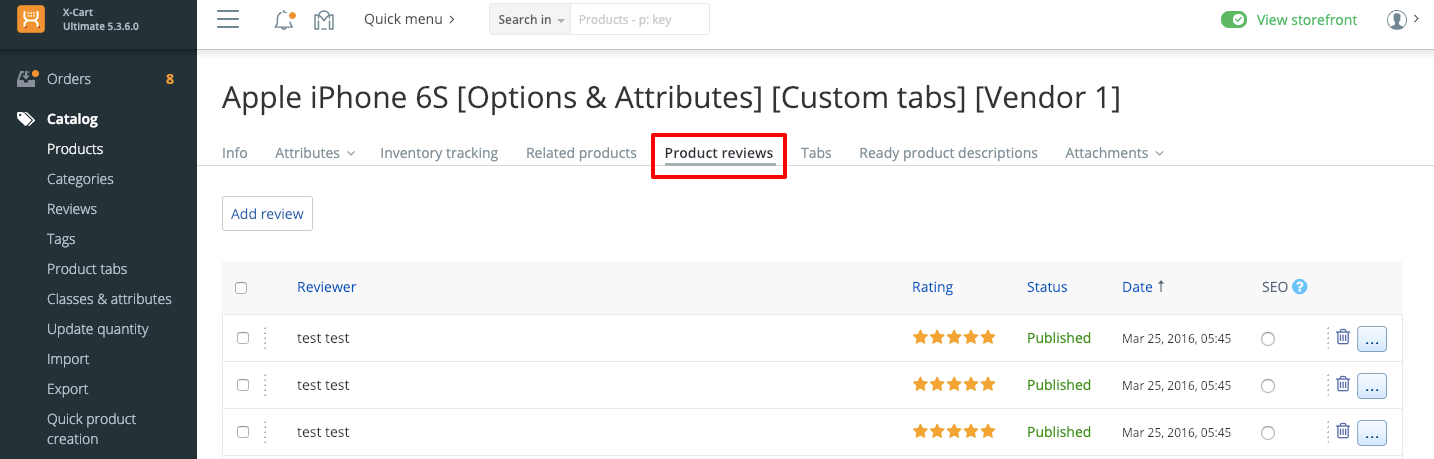 X-Cart
Ultimate 5.3.6.0
Quick menu
Search in
Products - p: key
View storefront
Orders 8
Catalog
Products
Categories
Reviews
Tags
Product tabs
Classes & attributes
Update quantity
Import
Export
Quick product
creation
Apple iPhone 6S [Options & Attributes] [Custom tabs] [Vendor 1]
Info Attributes Inventory tracking Related products Product reviews Tabs Ready product descriptions Attachments
Add review
Reviewer Rating Status Date ↑ SEO ?
test test Published Mar 25, 2016, 05:45 ...
test test Published Mar 25, 2016, 05:45 ...
test test Published Mar 25, 2016, 05:45 ...